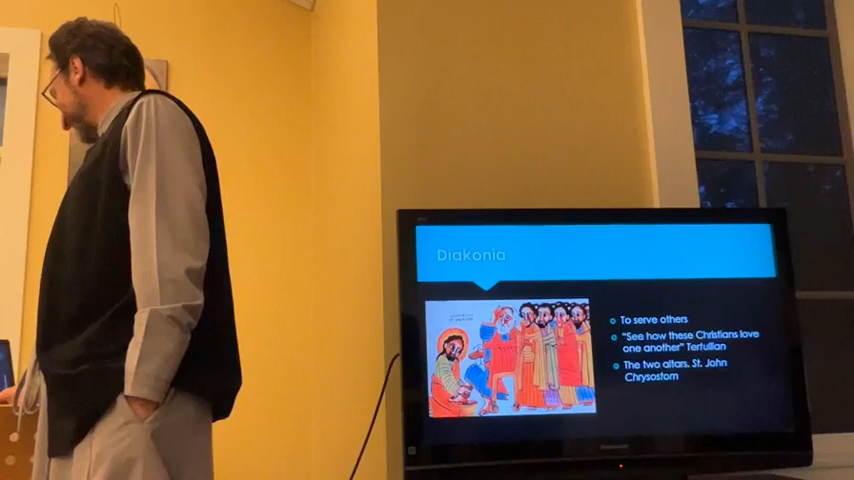 Diakonia
To serve others
"See how these Christians love
one another" Tertullian
The two altars. St. John
Chrysostom